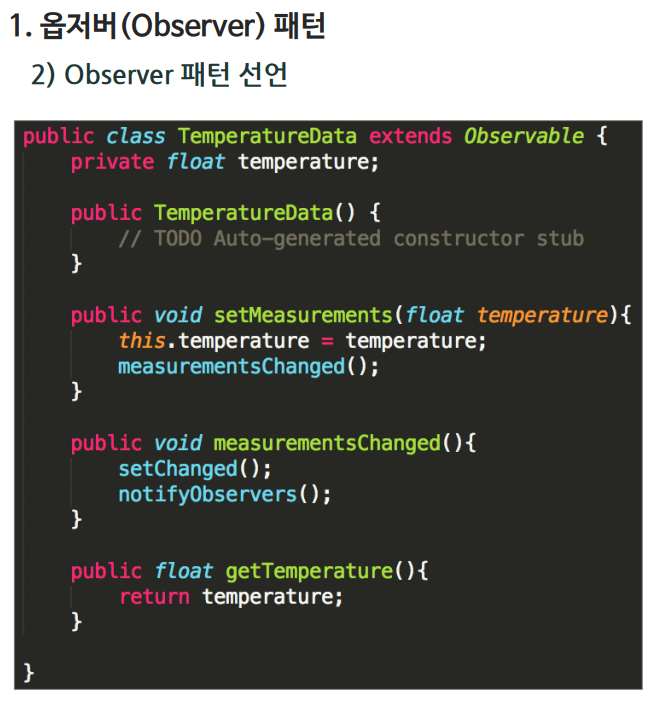 1. 옵저버(Observer) 패턴
2) Observer 패턴 선언
public class TemperatureData extends Observable {
    private float temperature;

    public TemperatureData() {
        // TODO Auto-generated constructor stub
    }

    public void setMeasurements(float temperature){
        this.temperature = temperature;
        measurementsChanged();
    }

    public void measurementsChanged(){
        setChanged();
        notifyObservers();
    }

    public float getTemperature(){
        return temperature;
    }

}